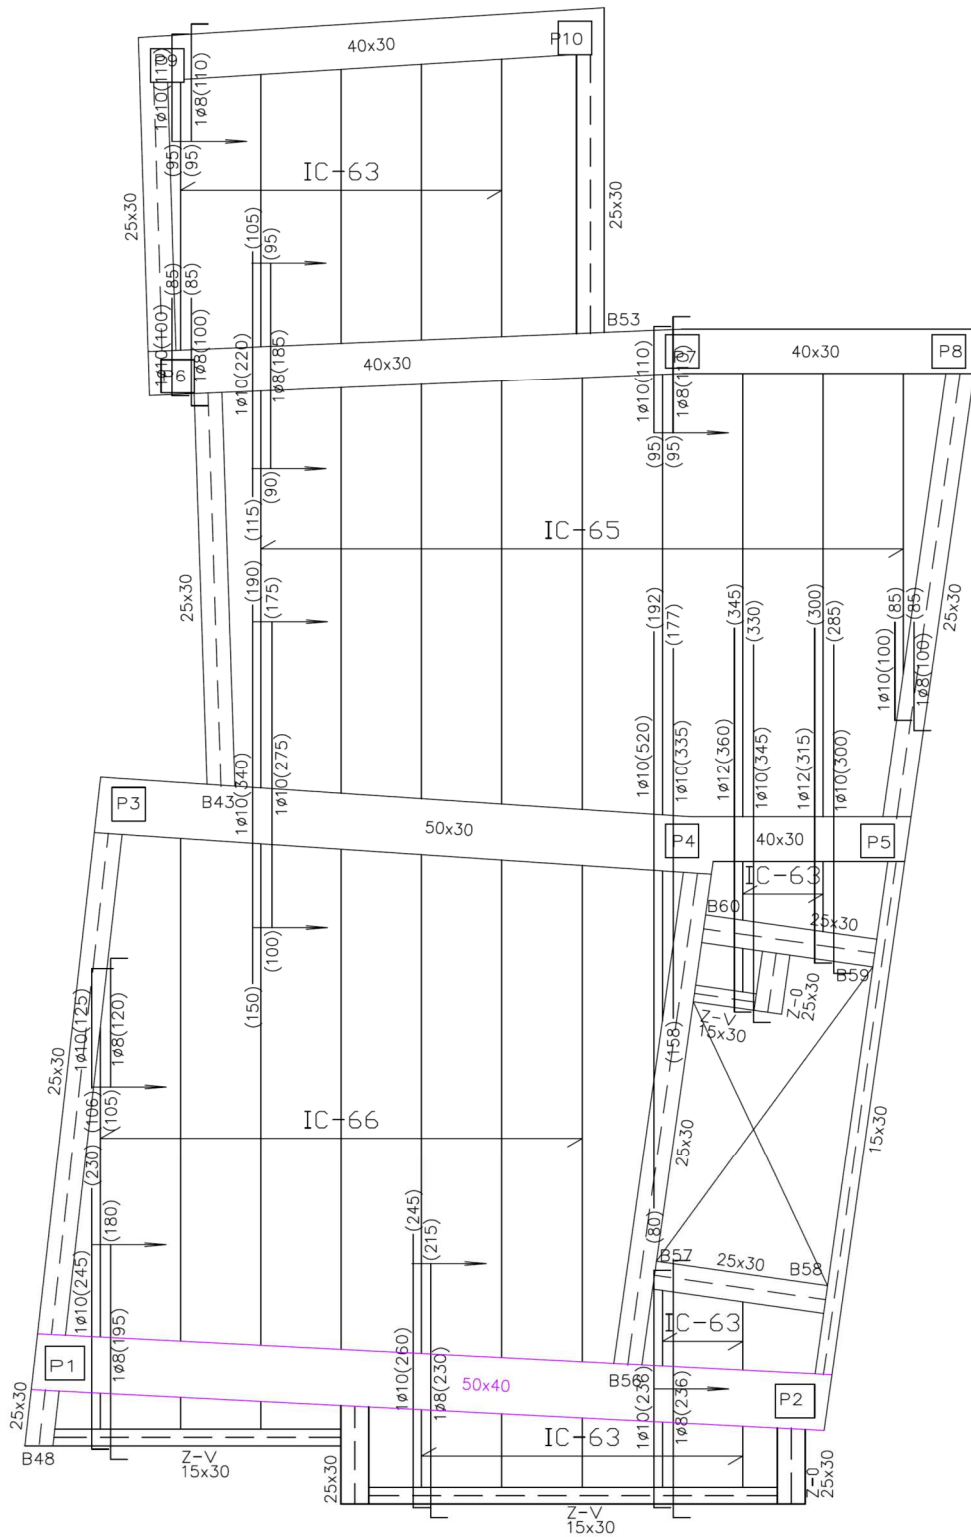 40x30
P10
P9
1ø10(110)
1ø8(110)
(95)
(95)
IC-63
25x30
25x30
(105)
(95)
(85)
(85)
B53
1ø10(100)
1ø8(100)
P6
1ø10(220)
1ø8(185)
40x30
1ø10(110)
1ø8(110)
P7
40x30
P8
(95)
(95)
(90)
(115)
IC-65
25x30
(190)
(175)
(192)
(177)
(345)
(330)
(300)
(285)
(85)
(85)
25x30
1ø10(100)
1ø8(100)
1ø10(340)
1ø10(275)
1ø10(520)
1ø10(335)
1ø12(360)
1ø10(345)
1ø12(315)
1ø10(300)
P3
B43
50x30
P4
40x30
P5
IC-63
B60
25x30
(100)
(150)
B59
Z-0
25x30
Z-V
15x30
(158)
1ø10(125)
1ø8(120)
25x30
(106)
(105)
IC-66
25x30
15x30
(230)
(180)
(245)
(215)
(80)
B57
25x30
B58
1ø10(245)
1ø8(195)
IC-63
P1
1ø10(260)
1ø8(230)
50x40
B56
1ø10(236)
1ø8(236)
P2
25x30
B48
Z-V
15x30
25x30
IC-63
Z-0
25x30
Z-V
15x30